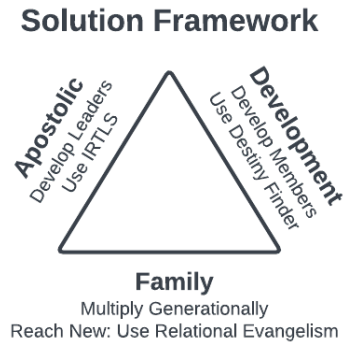 Solution Framework
Apostolic
Develop Leaders
Use IRTLS
Development
Develop Members
Use Destiny Finder
Family
Multiply Generationally
Reach New: Use Relational Evangelism